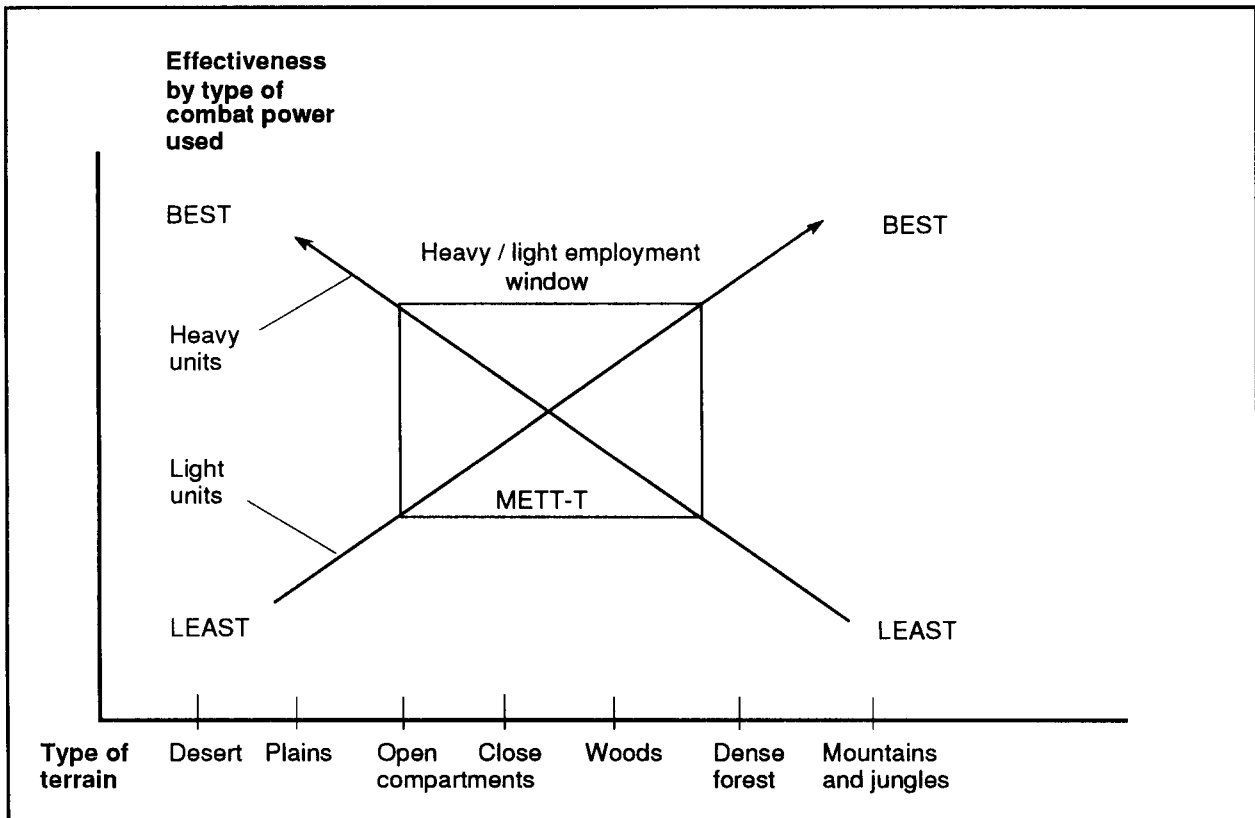 Effectiveness
by type of
combat power
used
BEST
BEST
Heavy / light employment
window
Heavy
units
Light
units
METT-T
LEAST
LEAST
Type of
terrain
Desert
Plains
Open
compartments
Close
Woods
Dense
forest
Mountains
and jungles